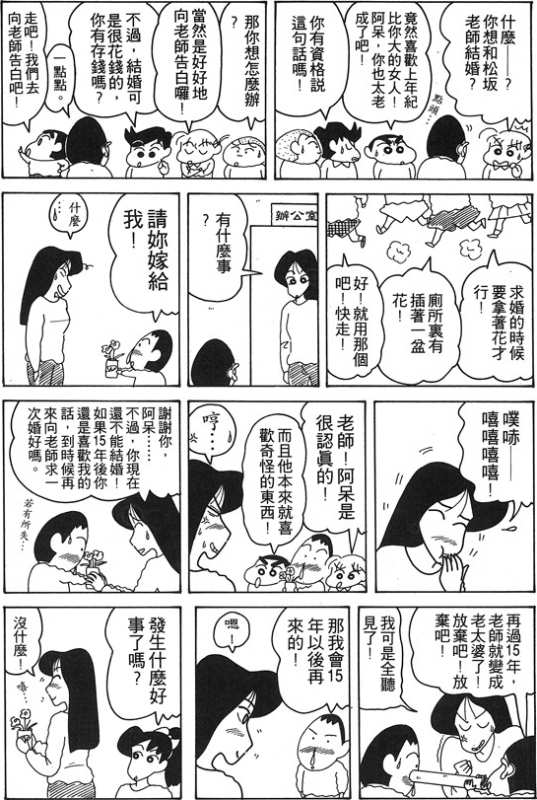 什麼——?
你想和松坂
老師結婚?
點頭…
竟然喜歡上年紀
比你大的女人!
阿呆,你也太老
成了吧!
你有資格說
這句話嗎!
那你想怎麼辦
?
當然是好好地
向老師告白囉!
不過,結婚可
是很花錢的,
你有存錢嗎?
一點點。
走吧!我們去
向老師告白吧!
求婚的時候
要拿著花才
行!
廁所裏有
插著一盆
花!
好!就用那個
吧!快走!
辦公室
有什麼事
?
請妳嫁給
我!
什麼
…!
噗哧——
嘻嘻嘻嘻!
老師!阿呆是
很認真的!
而且他本來就喜
歡奇怪的東西!
哼…
謝謝你,
阿呆……
不過,你現在
還不能結婚!
如果15年後你
還是喜歡我的
話,到時候再
來向老師求一
次婚好嗎。
若有所失…
再過15年,
老師就變成
老太婆了!
放棄吧!放
棄吧!
我可是全聽
見了!
那我會15
年以後再
來的!
嗯!
發生什麼好
事了嗎?
沒什麼!
嘻…